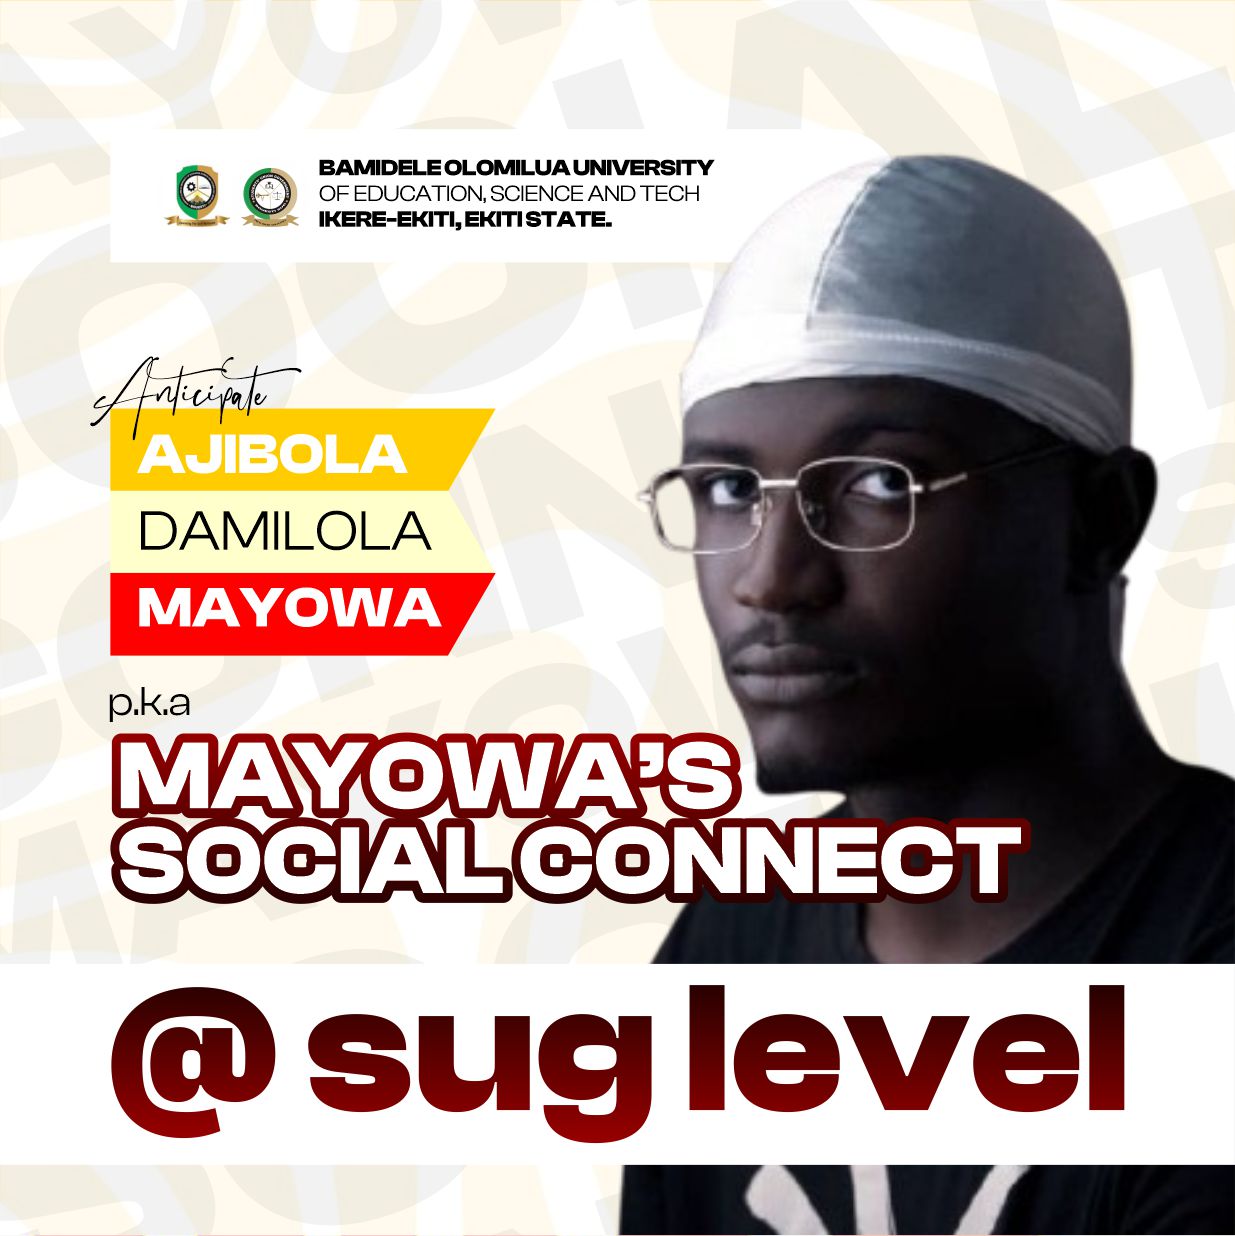 BAMIDELE OLOMILUA UNIVERSITY
OF EDUCATION, SCIENCE AND TECH
IKERE-EKITI, EKITI STATE.
Anticipate
AJIBOLA
DAMILOLA
MAYOWA
p.k.a
MAYOWA'S
SOCIAL CONNECT
@ sug level